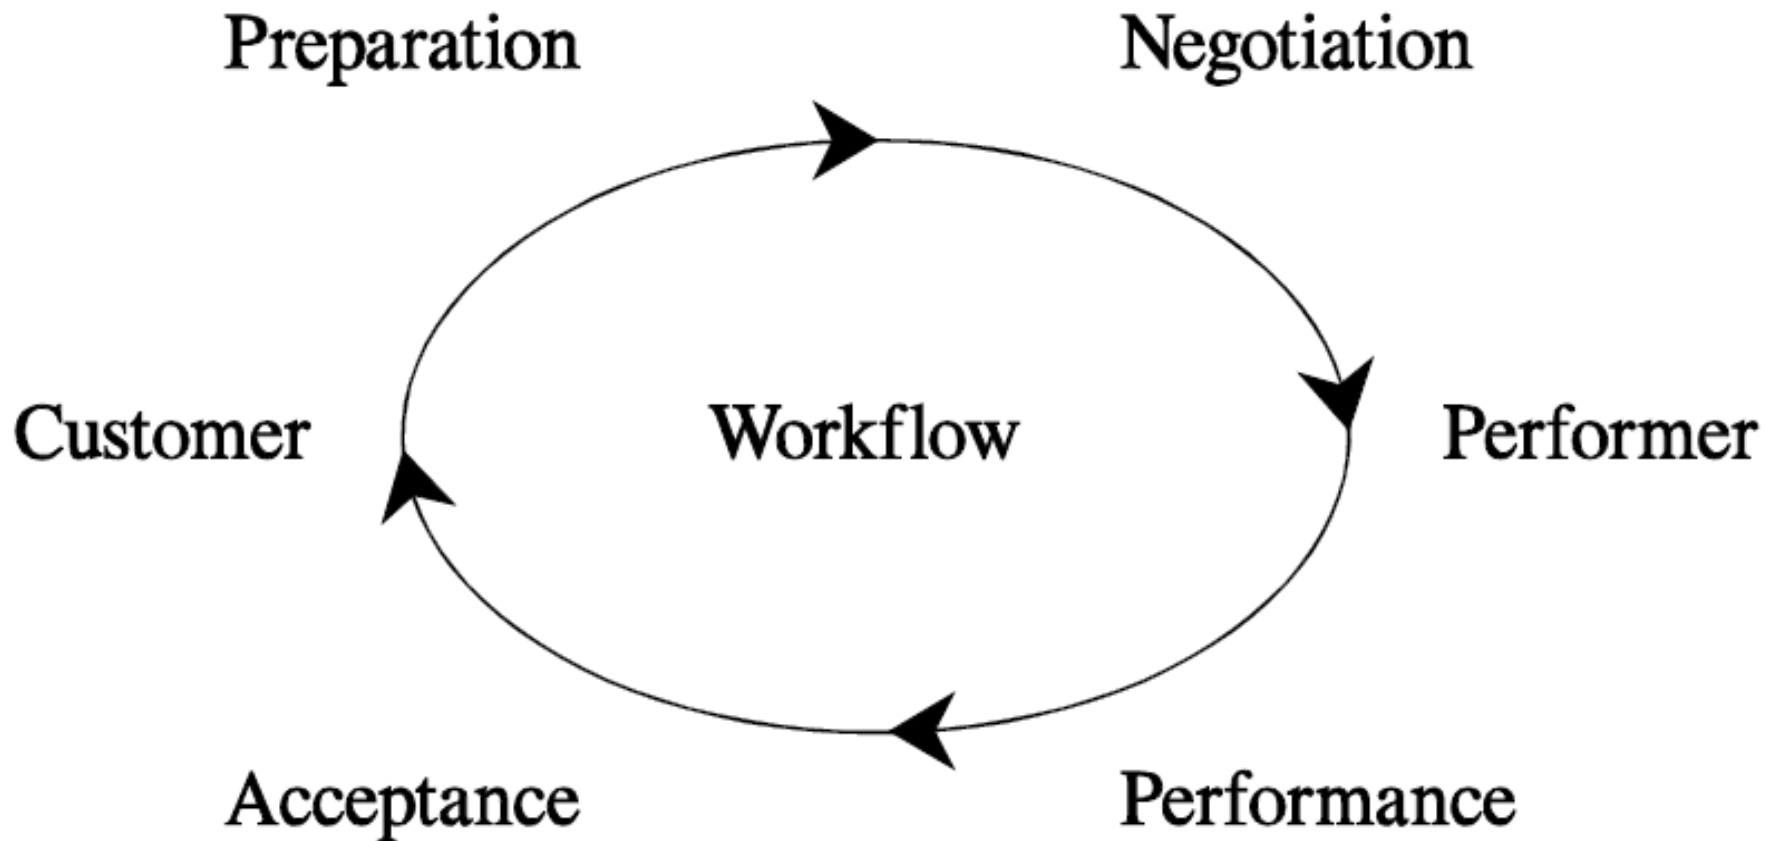 Preparation
Negotiation
Customer
Workflow
Performer
Acceptance
Performance